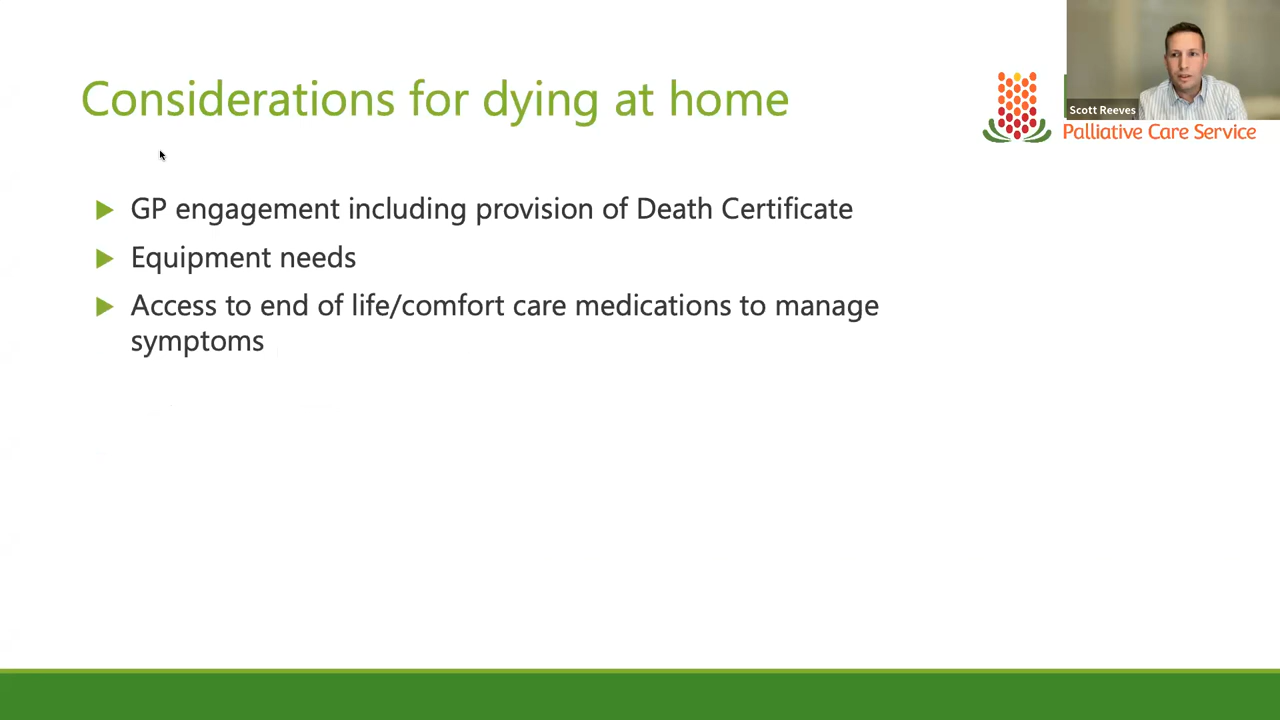 Considerations for dying at home
Scott Reeves
Palliative Care Service
GP engagement including provision of Death Certificate
Equipment needs
Access to end of life/comfort care medications to manage
symptoms